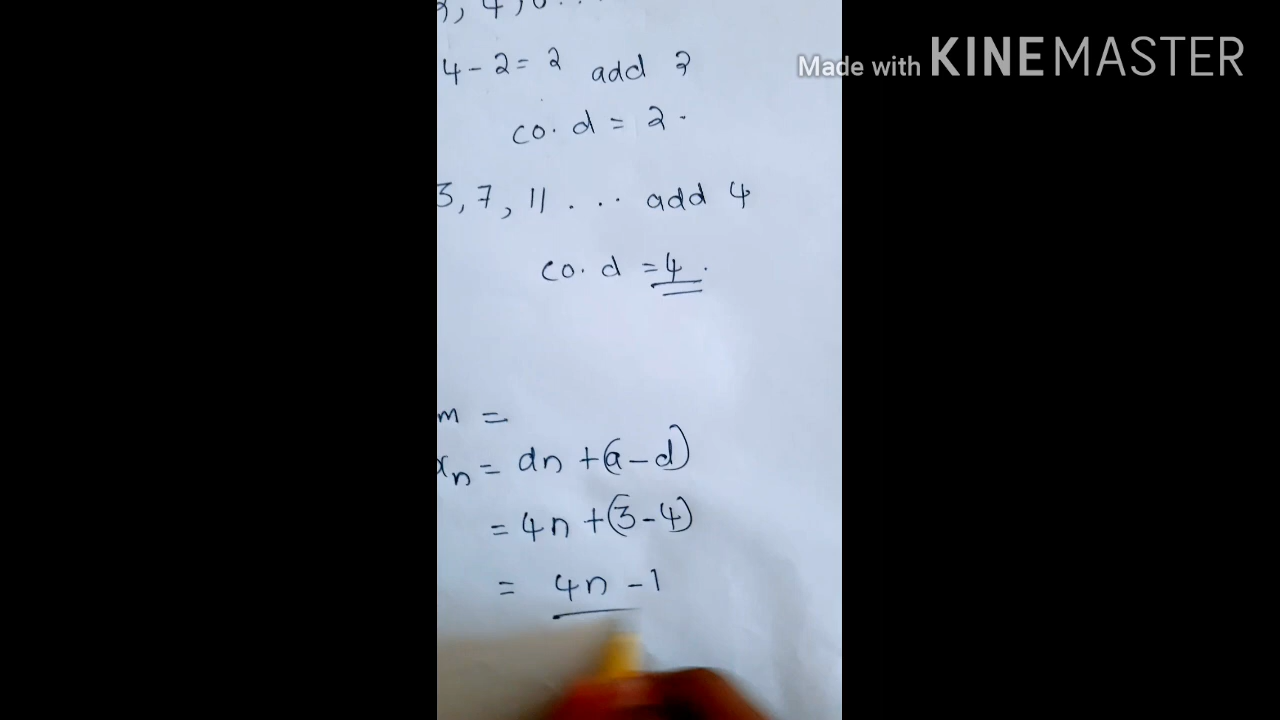 4 - 2 = 2 add 2
co. d = 2.
3, 7, 11 . . . add 4
co. d = 4.
m =
xn = dn + (a - d)
= 4n + (3 - 4)
= 4n - 1
Made with KINEMASTER